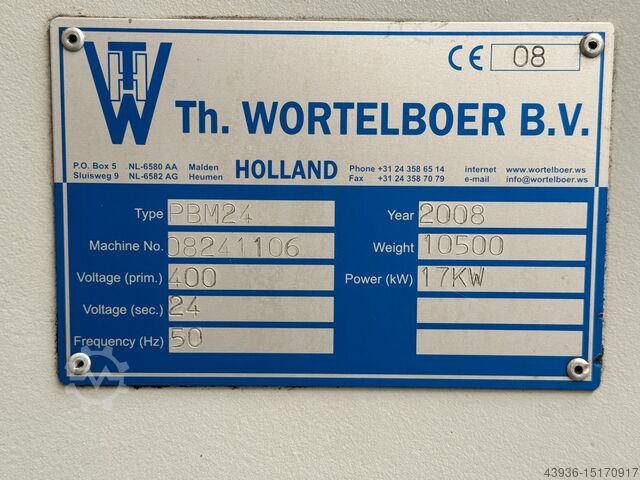 THW
CE 08
Th. WORTELBOER B.V.
P.O. Box 5 NL-6580 AA Malden
Sluisweg 9 NL-6582 AG Heumen
HOLLAND
Phone +31 24 358 65 14
Fax +31 24 358 70 79
internet www.wortelboer.ws
e-mail info@wortelboer.ws
Type PBM24
Machine No. 08241106
Voltage (prim.) 400
Voltage (sec.) 24
Frequency (Hz) 50
Year 2008
Weight 10500
Power (kW) 17KW
43936-15170917